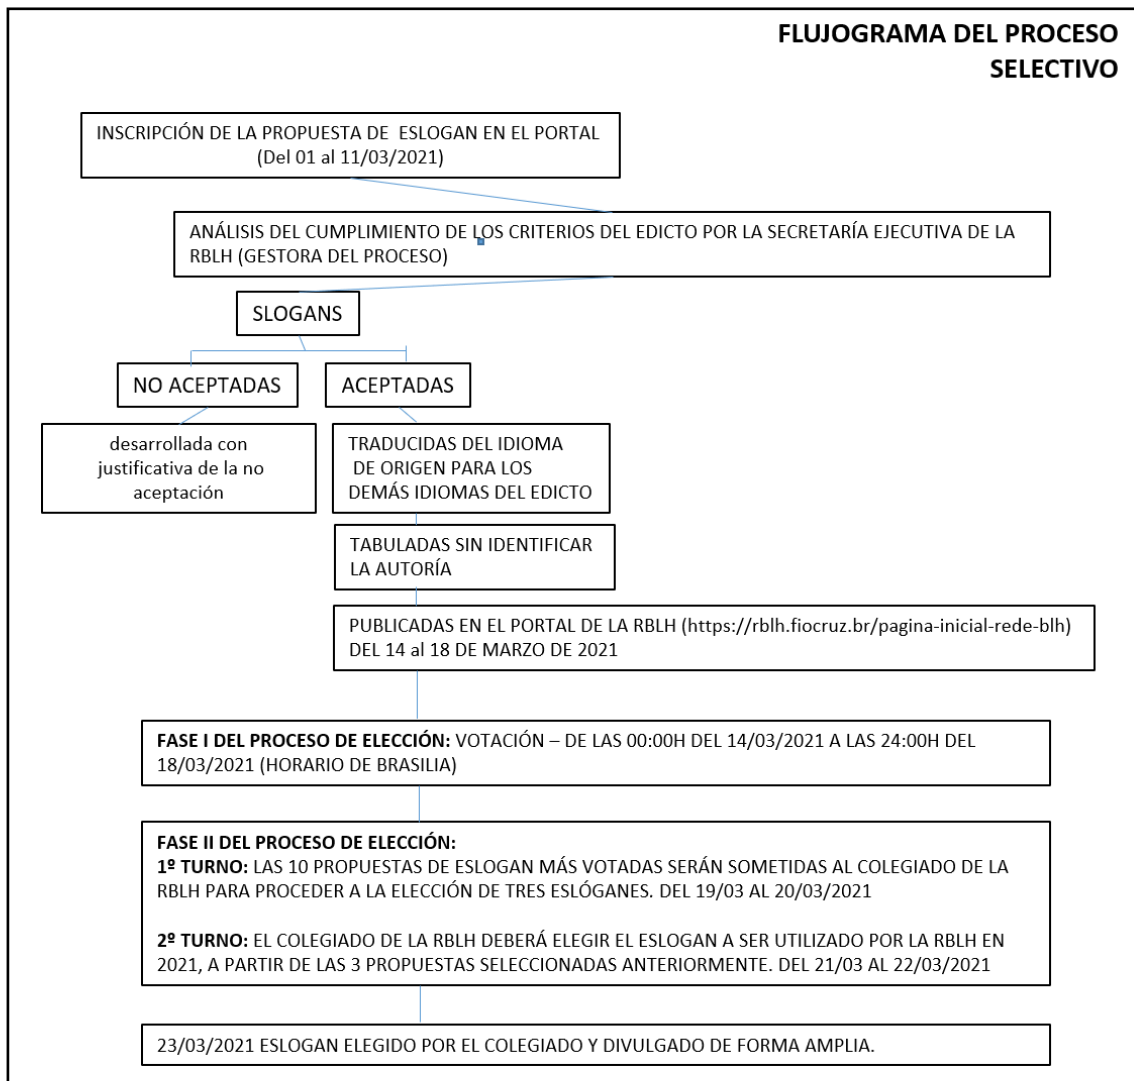 FLUJOGRAMA DEL PROCESO
SELECTIVO
INSCRIPCIÓN DE LA PROPUESTA DE ESLOGAN EN EL PORTAL
(Del 01 al 11/03/2021)
ANÁLISIS DEL CUMPLIMIENTO DE LOS CRITERIOS DEL EDICTO POR LA SECRETARÍA EJECUTIVA DE LA
RBLH (GESTORA DEL PROCESO)
SLOGANS
NO ACEPTADAS
ACEPTADAS
desarrollada con
justificativa de la no
aceptación
TRADUCIDAS DEL IDIOMA
DE ORIGEN PARA LOS
DEMÁS IDIOMAS DEL EDICTO
TABULADAS SIN IDENTIFICAR
LA AUTORÍA
PUBLICADAS EN EL PORTAL DE LA RBLH (https://rblh.fiocruz.br/pagina-inicial-rede-blh)
DEL 14 al 18 DE MARZO DE 2021
FASE I DEL PROCESO DE ELECCIÓN: VOTACIÓN – DE LAS 00:00H DEL 14/03/2021 A LAS 24:00H DEL
18/03/2021 (HORARIO DE BRASILIA)
FASE II DEL PROCESO DE ELECCIÓN:
1º TURNO: LAS 10 PROPUESTAS DE ESLOGAN MÁS VOTADAS SERÁN SOMETIDAS AL COLEGIADO DE LA
RBLH PARA PROCEDER A LA ELECCIÓN DE TRES ESLÓGANES. DEL 19/03 AL 20/03/2021
2º TURNO: EL COLEGIADO DE LA RBLH DEBERÁ ELEGIR EL ESLOGAN A SER UTILIZADO POR LA RBLH EN
2021, A PARTIR DE LAS 3 PROPUESTAS SELECCIONADAS ANTERIORMENTE. DEL 21/03 AL 22/03/2021
23/03/2021 ESLOGAN ELEGIDO POR EL COLEGIADO Y DIVULGADO DE FORMA AMPLIA.